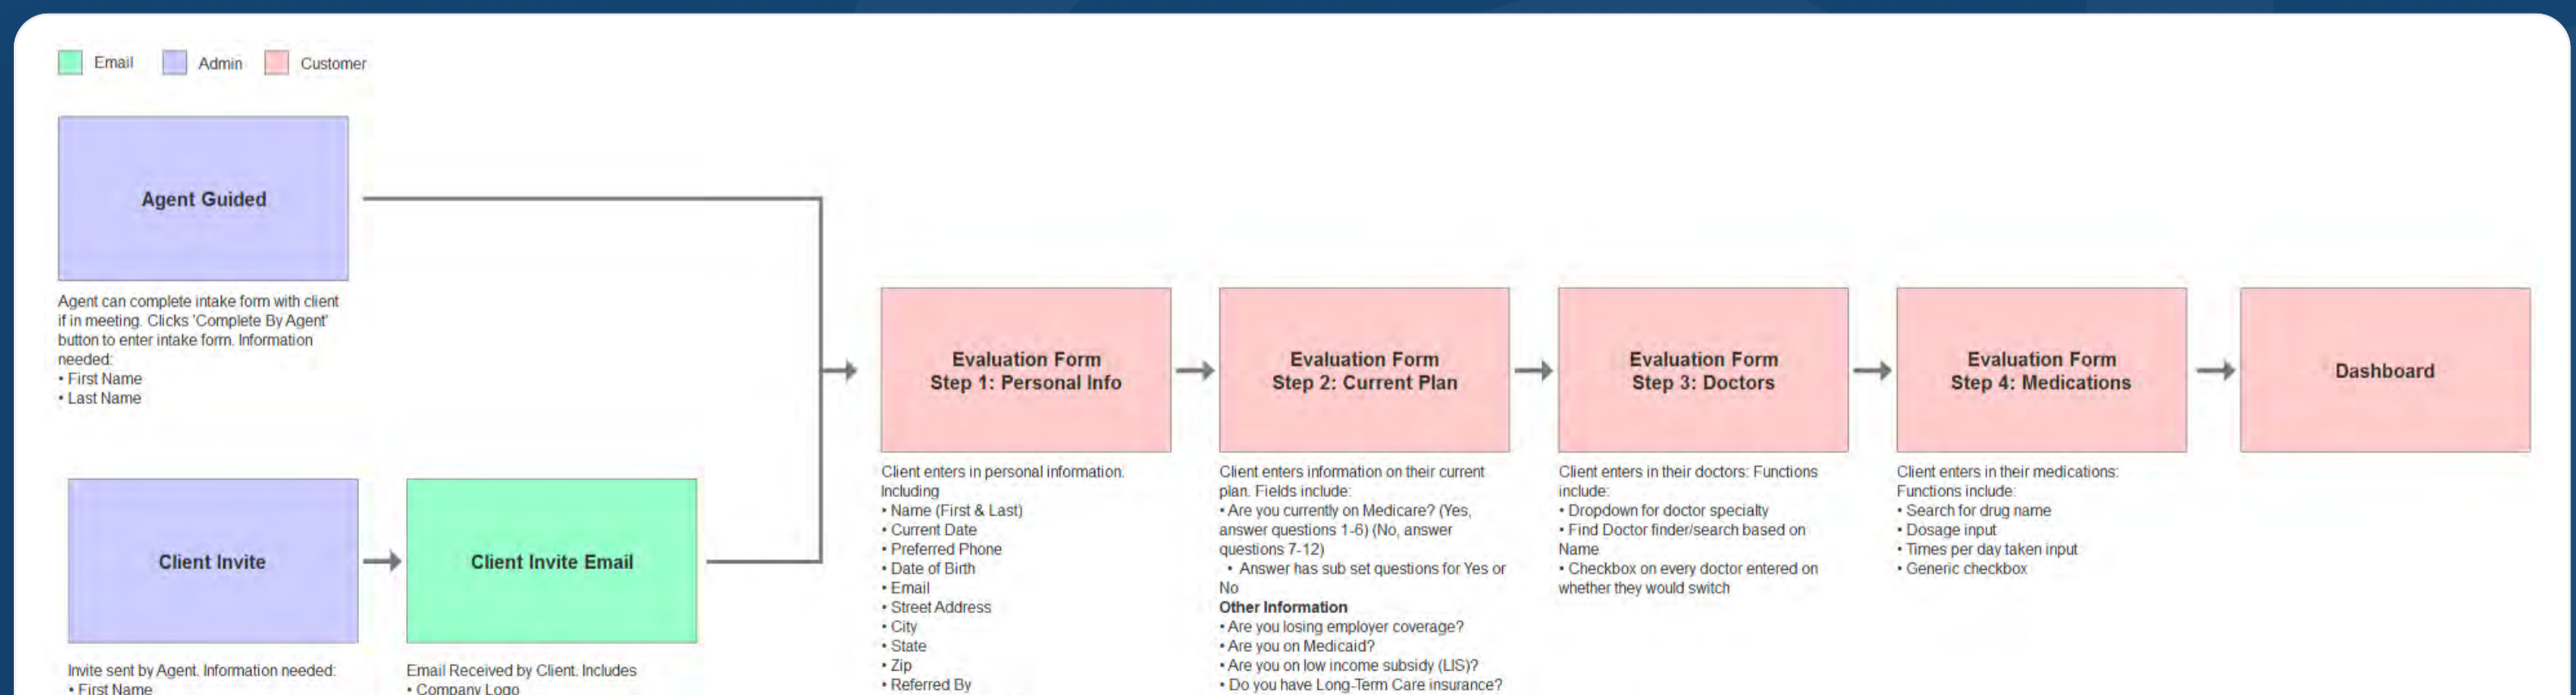 Email Admin Customer
Agent Guided
Agent can complete intake form with client
if in meeting. Clicks 'Complete By Agent'
button to enter intake form. Information
needed:
• First Name
• Last Name
Client Invite
Invite sent by Agent. Information needed:
• First Name
Client Invite Email
Email Received by Client. Includes
• Company Logo
Evaluation Form
Step 1: Personal Info
Client enters in personal information.
Including
• Name (First & Last)
• Current Date
• Preferred Phone
• Date of Birth
• Email
• Street Address
• City
• State
• Zip
• Referred By
Evaluation Form
Step 2: Current Plan
Client enters information on their current
plan. Fields include:
• Are you currently on Medicare? (Yes,
answer questions 1-6) (No, answer
questions 7-12)
• Answer has sub set questions for Yes or
No
Other Information
• Are you losing employer coverage?
• Are you on Medicaid?
• Are you on low income subsidy (LIS)?
• Do you have Long-Term Care insurance?
Evaluation Form
Step 3: Doctors
Client enters in their doctors: Functions
include:
• Dropdown for doctor specialty
• Find Doctor finder/search based on
Name
• Checkbox on every doctor entered on
whether they would switch
Evaluation Form
Step 4: Medications
Client enters in their medications:
Functions include:
• Search for drug name
• Dosage input
• Times per day taken input
• Generic checkbox
Dashboard